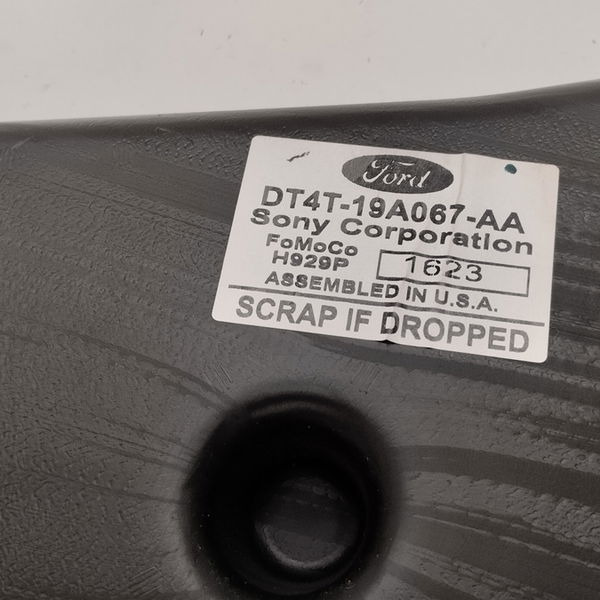 Ford
DT4T-19A067-AA
Sony Corporation
FoMoCo
H929P 1623
ASSEMBLED IN U.S.A.
SCRAP IF DROPPED